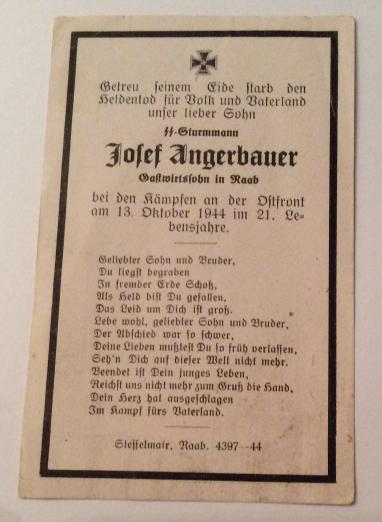 Getreu seinem Eide starb den
Heldentod für Volk und Vaterland
unser lieber Sohn
ᛋᛋ-Sturmmann
Josef Angerbauer
Gastwirtssohn in Raab
bei den Kämpfen an der Ostfront
am 13. Oktober 1944 im 21. Le-
bensjahre.
Geliebter Sohn und Bruder,
Du liegst begraben
In fremder Erde Schoß,
Als Held bist Du gefallen.
Das Leid um Dich ist groß.
Lebe wohl, geliebter Sohn und Bruder,
Der Abschied war so schwer,
Deine Lieben mußtest Du so früh verlassen,
Seh'n Dich auf dieser Welt nicht mehr.
Beendet ist Dein junges Leben,
Reichst uns nicht mehr zum Gruß die Hand,
Dein Herz hat ausgeschlagen
Im Kampf fürs Vaterland.
Stesselmair, Raab. 4397—44